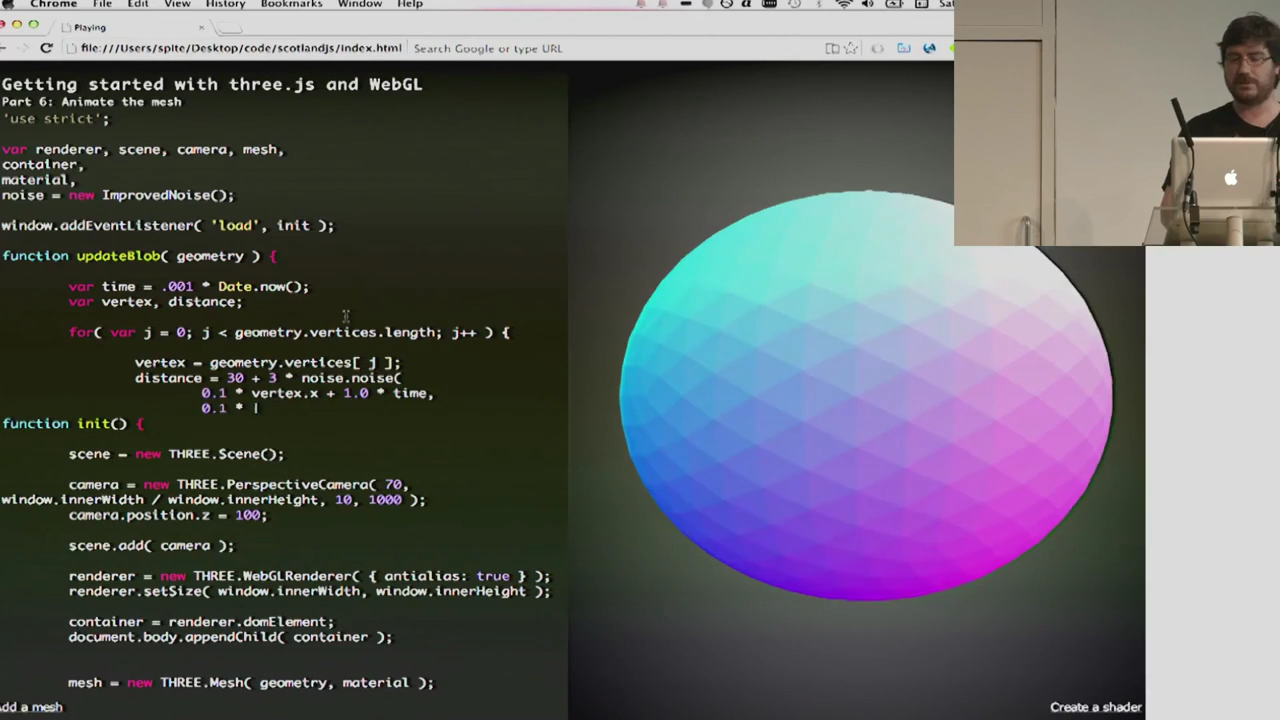 Chrome File Edit View History Bookmarks Window Help
Playing
file:///Users/spite/Desktop/code/scotlandjs/index.html Search Google or type URL
Getting started with three.js and WebGL
Part 6: Animate the mesh
'use strict';
var renderer, scene, camera, mesh,
container,
material,
noise = new ImprovedNoise();
window.addEventListener( 'load', init );
function updateBlob( geometry ) {
var time = .001 * Date.now();
var vertex, distance;
for( var j = 0; j < geometry.vertices.length; j++ ) {
vertex = geometry.vertices[ j ];
distance = 30 + 3 * noise.noise(
0.1 * vertex.x + 1.0 * time,
0.1 *
function init() {
scene = new THREE.Scene();
camera = new THREE.PerspectiveCamera( 70,
window.innerWidth / window.innerHeight, 10, 1000 );
camera.position.z = 100;
scene.add( camera );
renderer = new THREE.WebGLRenderer( { antialias: true } );
renderer.setSize( window.innerWidth, window.innerHeight );
container = renderer.domElement;
document.body.appendChild( container );
mesh = new THREE.Mesh( geometry, material );
Add a mesh
Create a shader